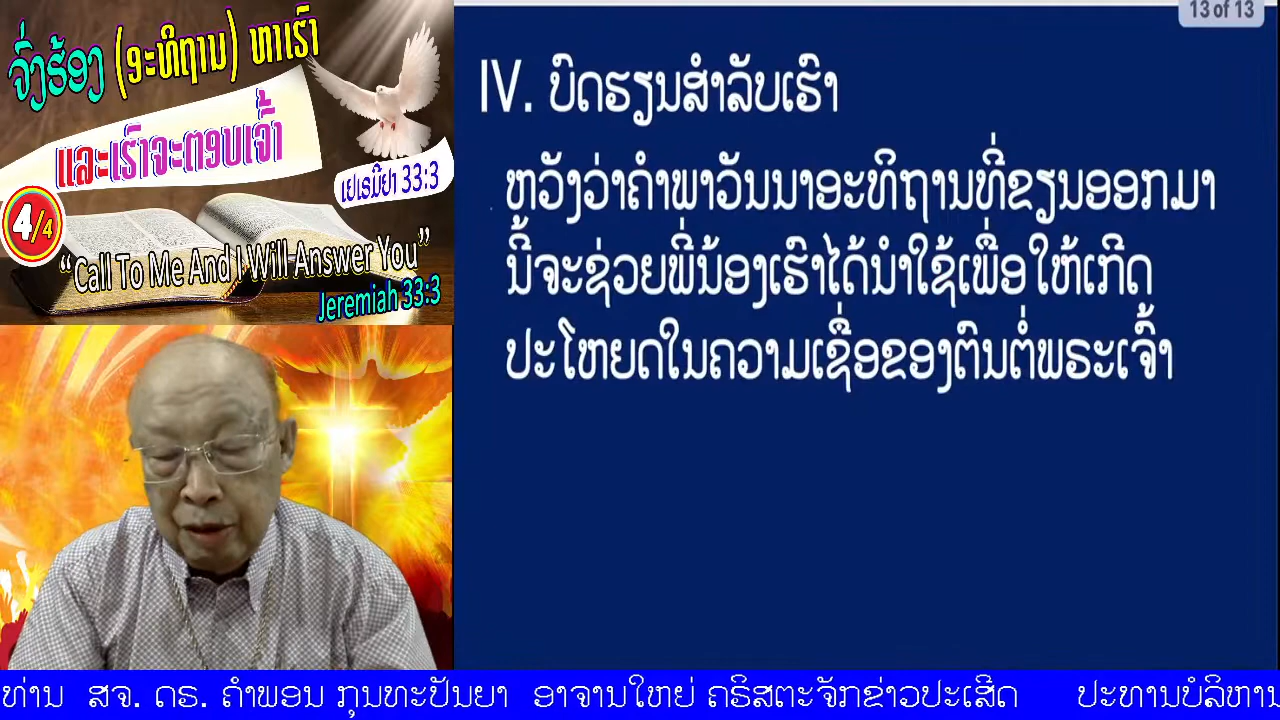 ຈົ່ງຮ້ອງ (ອະທິຖານ) ຫາເຮົາ
ແລະເຮົາຈະຕອບເຈົ້າ
ເຢເຣມີຢາ 33:3
4/4
“Call To Me And I Will Answer You”
Jeremiah 33:3
13 of 13
IV. ບົດຮຽນສຳລັບເຮົາ
ຫວັງວ່າຄຳພາວັນນາອະທິຖານທີ່ຂຽນອອກມາ
ນີ້ຈະຊ່ວຍພີ່ນ້ອງເຮົາໄດ້ນຳໃຊ້ເພື່ອໃຫ້ເກີດ
ປະໂຫຍດໃນຄວາມເຊື່ອຂອງຕົນຕໍ່ພຣະເຈົ້າ
ທ່ານ ສຈ. ດຣ. ຄຳພອນ ກຸນທະປັນຍາ ອາຈານໃຫຍ່ ຄຣິສຕະຈັກຂ່າວປະເສີດ ປະທານບໍລິຫານ